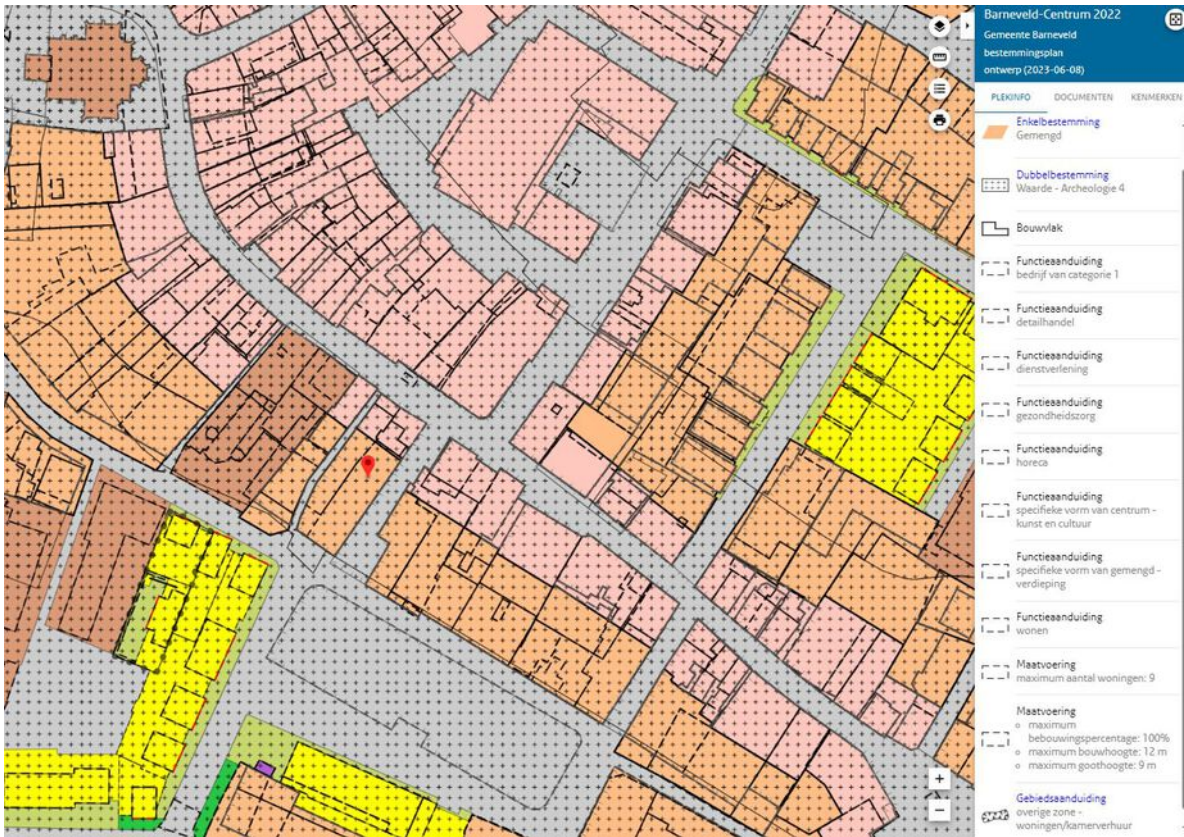 Barneveld-Centrum 2022
Gemeente Barneveld
bestemmingsplan
ontwerp (2023-06-08)
PLEKINFO DOCUMENTEN KENMERKEN
Enkelbestemming
Gemengd
Dubbelbestemming
Waarde - Archeologie 4
Bouwvlak
Functieaanduiding
bedrijf van categorie 1
Functieaanduiding
detailhandel
Functieaanduiding
dienstverlening
Functieaanduiding
gezondheidszorg
Functieaanduiding
horeca
Functieaanduiding
specifieke vorm van centrum -
kunst en cultuur
Functieaanduiding
specifieke vorm van gemengd -
verdieping
Functieaanduiding
wonen
Maatvoering
maximum aantal woningen: 9
Maatvoering
maximum
bebouwingspercentage: 100%
maximum bouwhoogte: 12 m
maximum goothoogte: 9 m
Gebiedsaanduiding
overige zone -
woningen/kamerverhuur
+
−